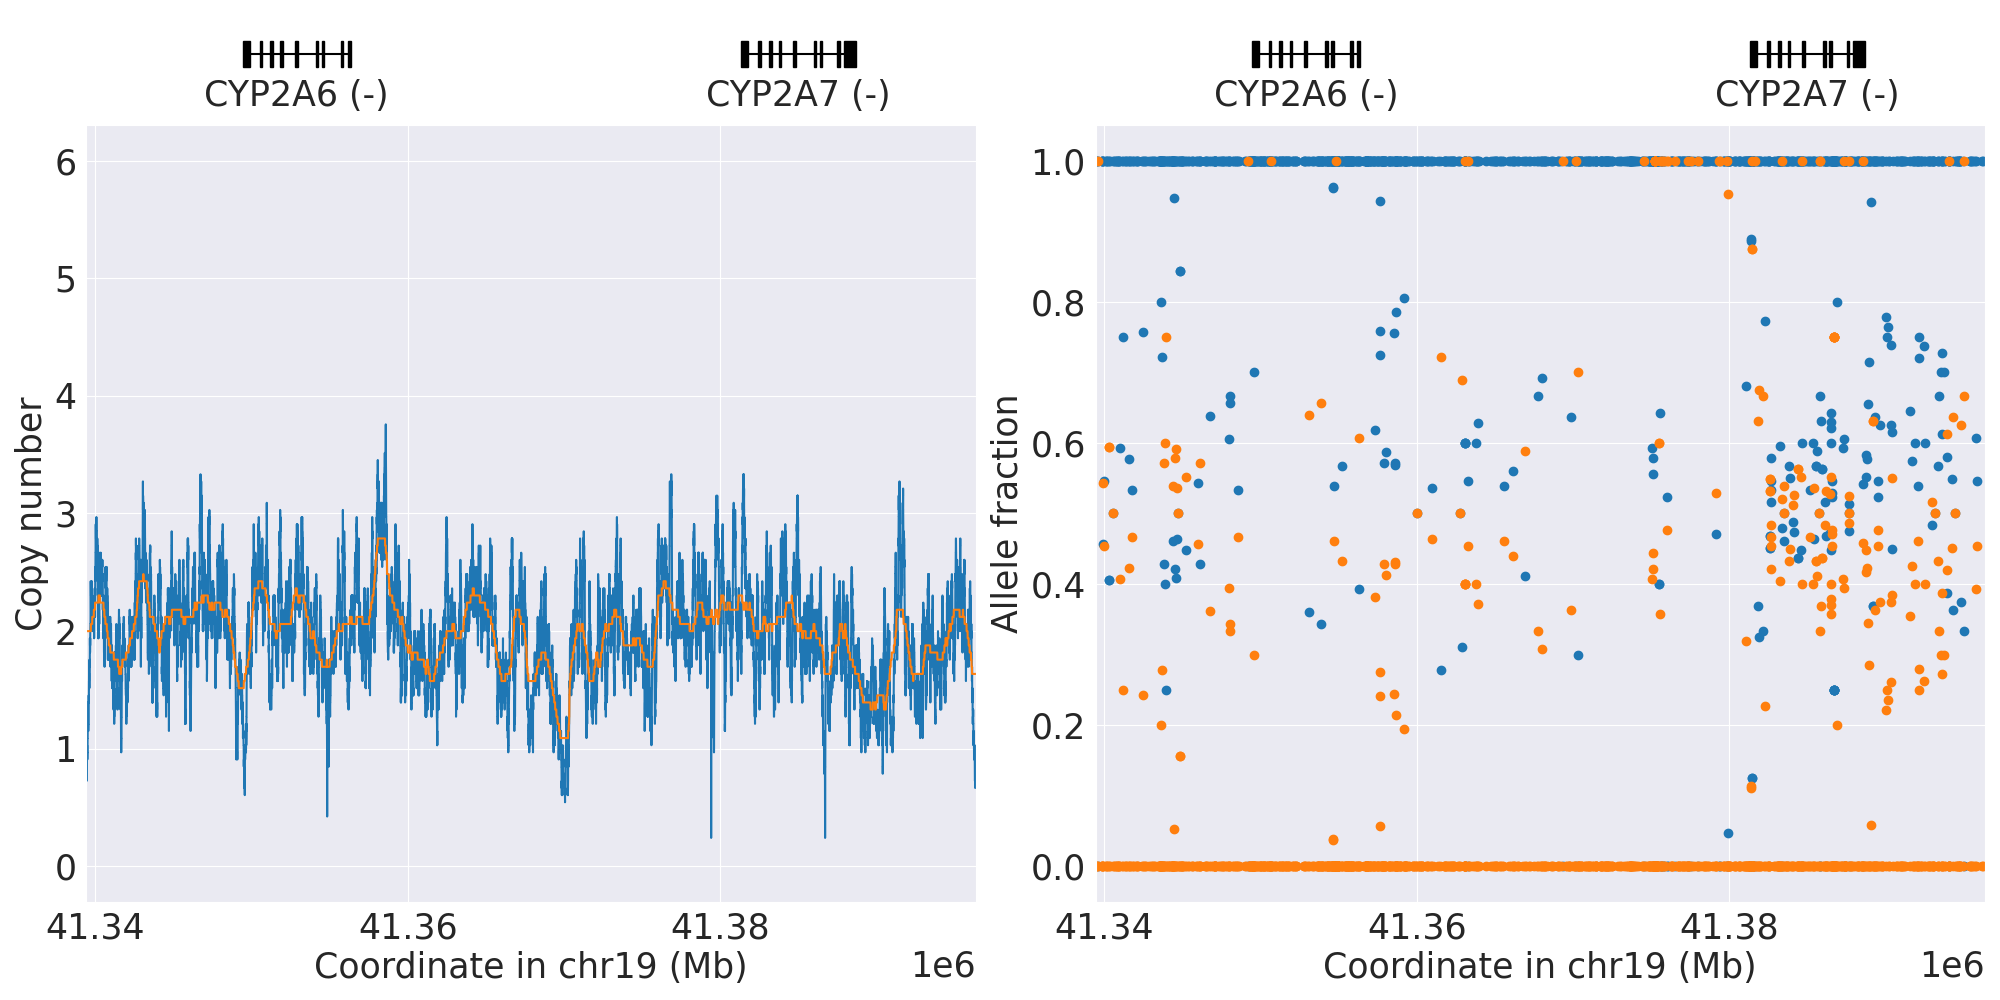 CYP2A6 (-)
CYP2A7 (-)
6
5
4
3
2
1
0
Copy number
41.34
41.36
41.38
Coordinate in chr19 (Mb)
1e6
CYP2A6 (-)
CYP2A7 (-)
1.0
0.8
0.6
0.4
0.2
0.0
Allele fraction
41.34
41.36
41.38
Coordinate in chr19 (Mb)
1e6